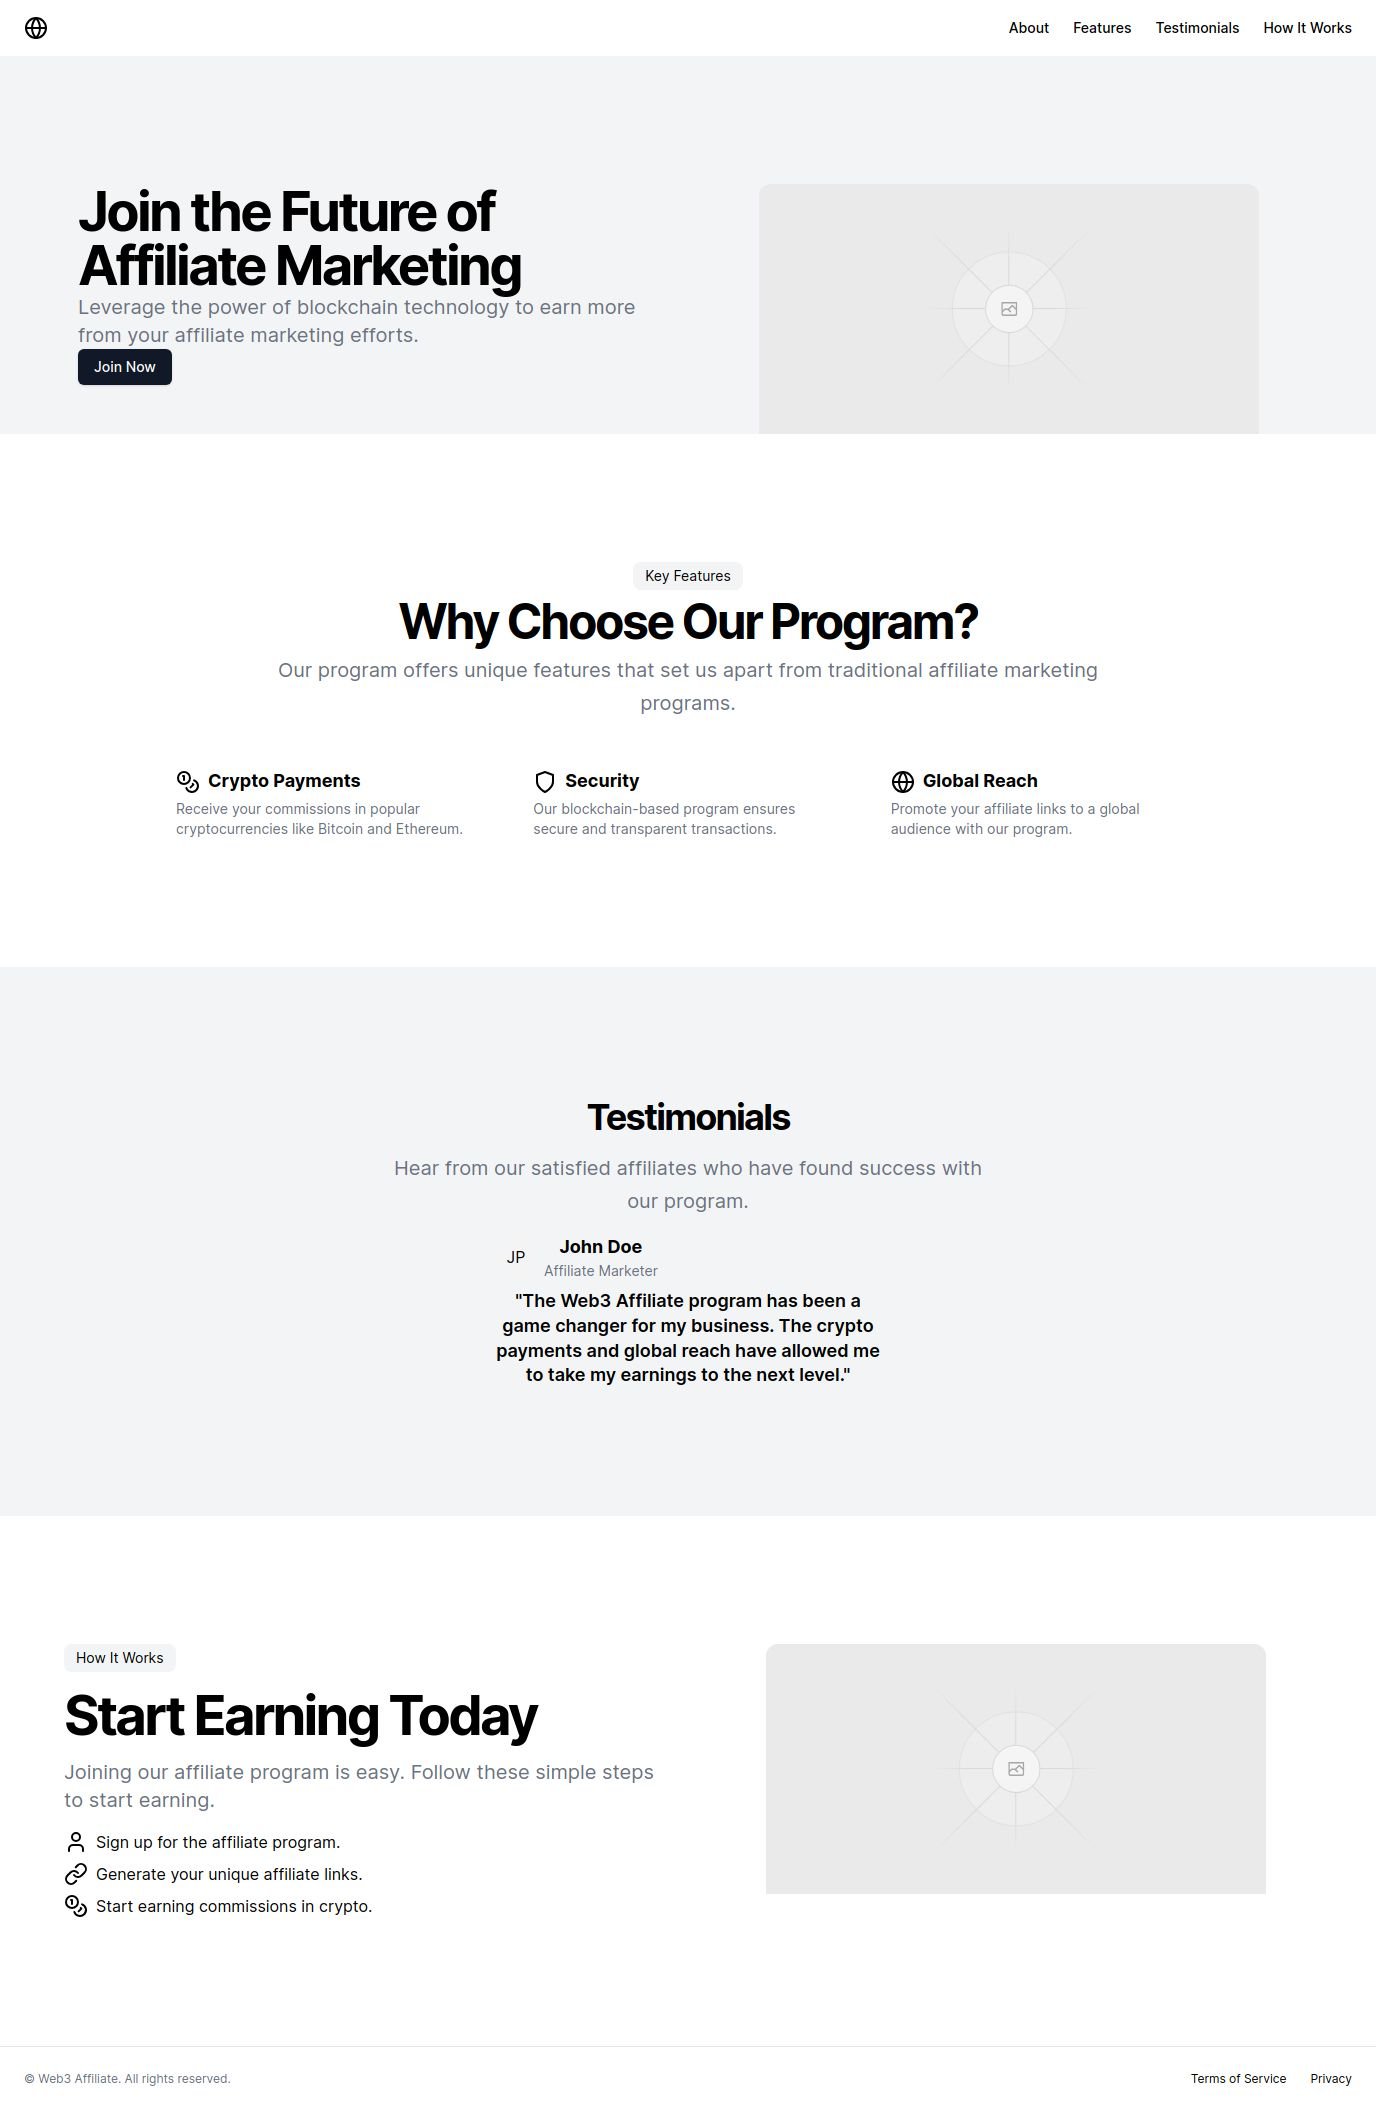 About
Features
Testimonials
How It Works
Join the Future of
Affiliate Marketing
Leverage the power of blockchain technology to earn more
from your affiliate marketing efforts.
Join Now
Key Features
Why Choose Our Program?
Our program offers unique features that set us apart from traditional affiliate marketing
programs.
Crypto Payments
Receive your commissions in popular
cryptocurrencies like Bitcoin and Ethereum.
Security
Our blockchain-based program ensures
secure and transparent transactions.
Global Reach
Promote your affiliate links to a global
audience with our program.
Testimonials
Hear from our satisfied affiliates who have found success with
our program.
JP
John Doe
Affiliate Marketer
"The Web3 Affiliate program has been a
game changer for my business. The crypto
payments and global reach have allowed me
to take my earnings to the next level."
How It Works
Start Earning Today
Joining our affiliate program is easy. Follow these simple steps
to start earning.
Sign up for the affiliate program.
Generate your unique affiliate links.
Start earning commissions in crypto.
© Web3 Affiliate. All rights reserved.
Terms of Service
Privacy